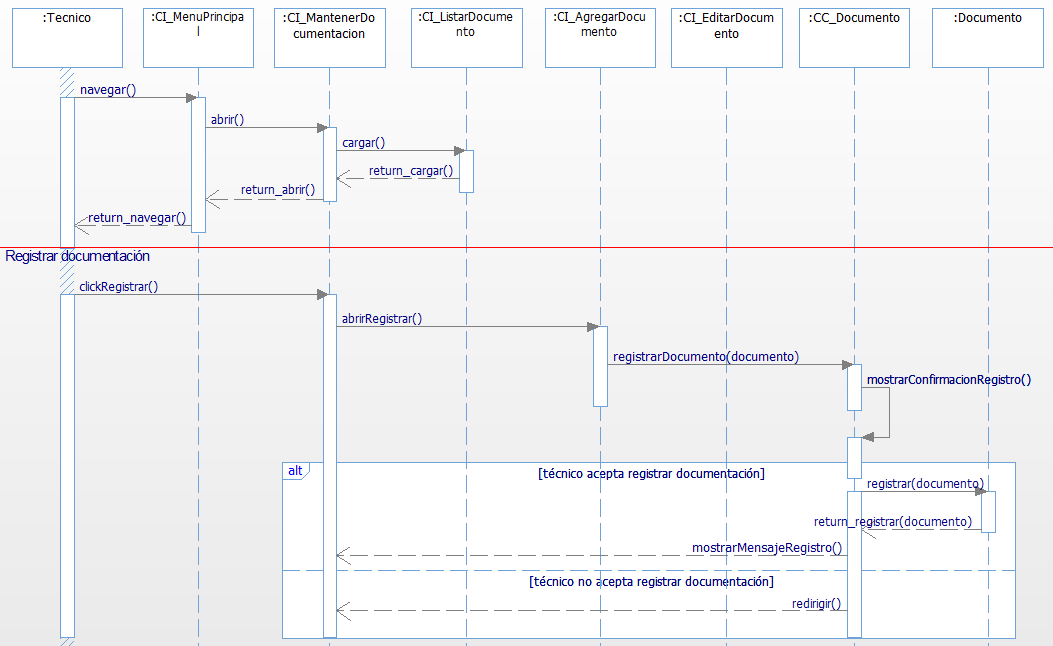 :Tecnico
:CI_MenuPrincipa
l
:CI_MantenerDo
cumentacion
:CI_ListarDocume
nto
:CI_AgregarDocu
mento
:CI_EditarDocum
ento
:CC_Documento
:Documento
navegar()
abrir()
cargar()
return_cargar()
return_abrir()
return_navegar()
Registrar documentación
clickRegistrar()
abrirRegistrar()
registrarDocumento(documento)
mostrarConfirmacionRegistro()
alt
[técnico acepta registrar documentación]
registrar(documento)
return_registrar(documento)
mostrarMensajeRegistro()
[técnico no acepta registrar documentación]
redirigir()